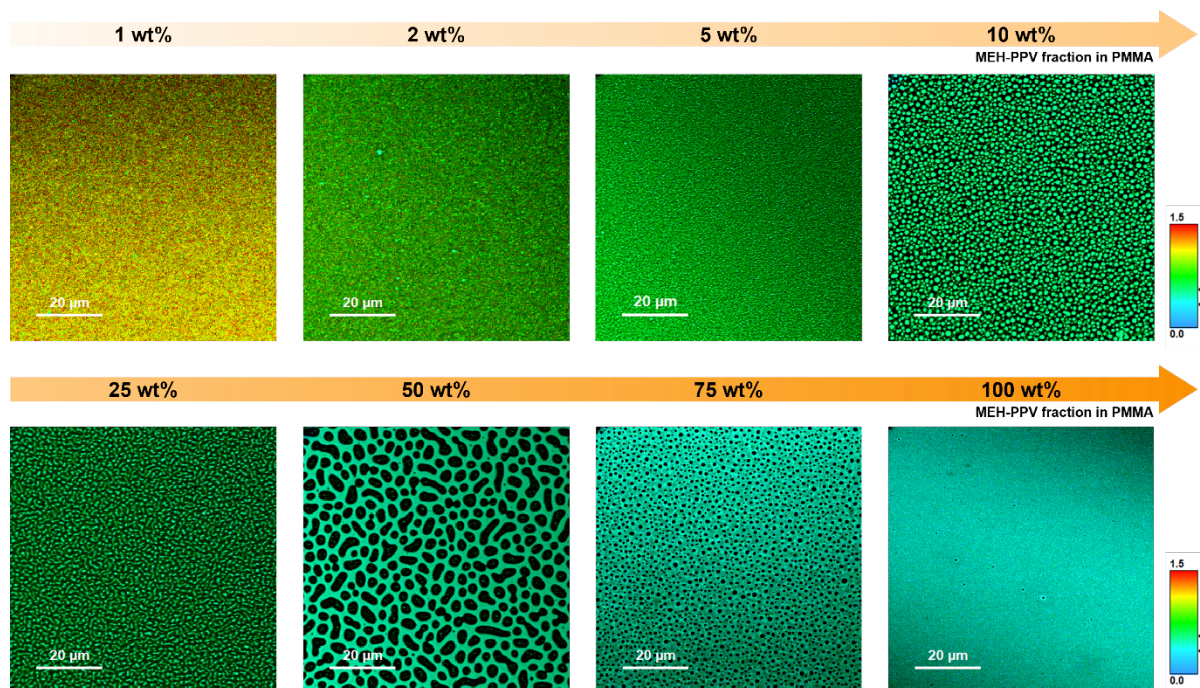 1 wt% 2 wt% 5 wt% 10 wt%
MEH-PPV fraction in PMMA
20 µm 20 µm 20 µm 20 µm
1.5
0.0
25 wt% 50 wt% 75 wt% 100 wt%
MEH-PPV fraction in PMMA
20 µm 20 µm 20 µm 20 µm
1.5
0.0